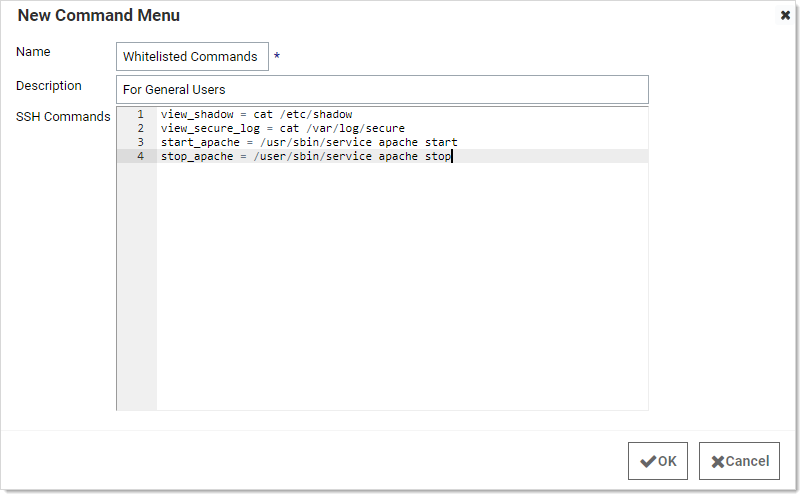 New Command Menu
Name
Whitelisted Commands *
Description
For General Users
SSH Commands
1 view_shadow = cat /etc/shadow
2 view_secure_log = cat /var/log/secure
3 start_apache = /usr/sbin/service apache start
4 stop_apache = /user/sbin/service apache stop
OK
Cancel